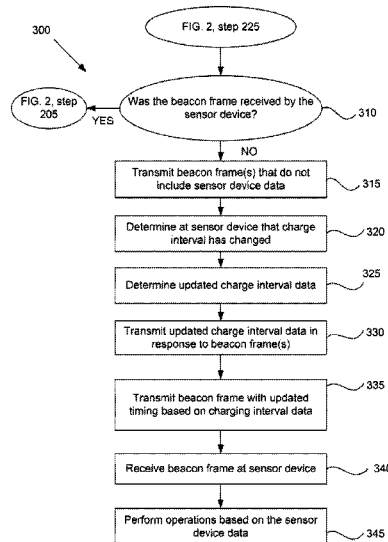 300
FIG. 2, step 225
FIG. 2, step
205
YES
Was the beacon frame received by the
sensor device?
310
NO
Transmit beacon frame(s) that do not
include sensor device data
315
Determine at sensor device that charge
interval has changed
320
Determine updated charge interval data
325
Transmit updated charge interval data in
response to beacon frame(s)
330
Transmit beacon frame with updated
timing based on charging interval data
335
Receive beacon frame at sensor device
340
Perform operations based on the sensor
device data
345